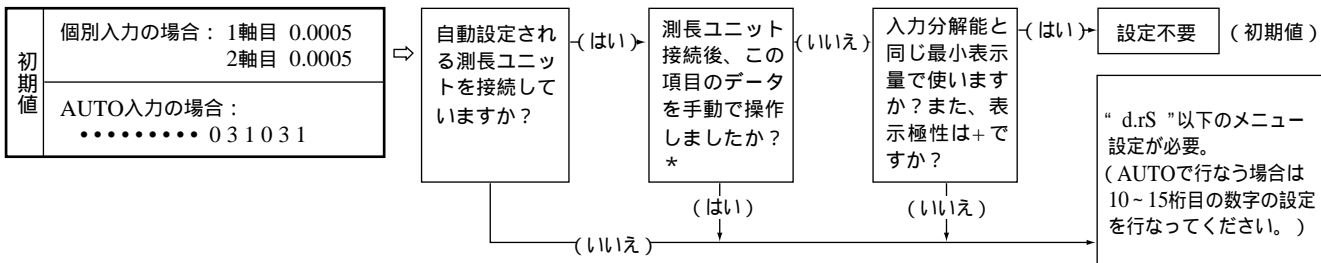 初期値
個別入力の場合：1軸目 0.0005
2軸目 0.0005
AUTO入力の場合：
•••••••••031031
⇨
自動設定され
る測長ユニッ
トを接続して
いますか？
(はい)
測長ユニット
接続後、この
項目のデータ
を手動で操作
しましたか？
*
(いいえ)
入力分解能と
同じ最小表示
量で使います
か？また、表
示極性は+で
すか？
(はい)
設定不要
(初期値)
(はい)
(いいえ)
(いいえ)
“ d.rS ”以下のメニュー
設定が必要。
(AUTOで行なう場合は
10~15桁目の数字の設定
を行なってください。)